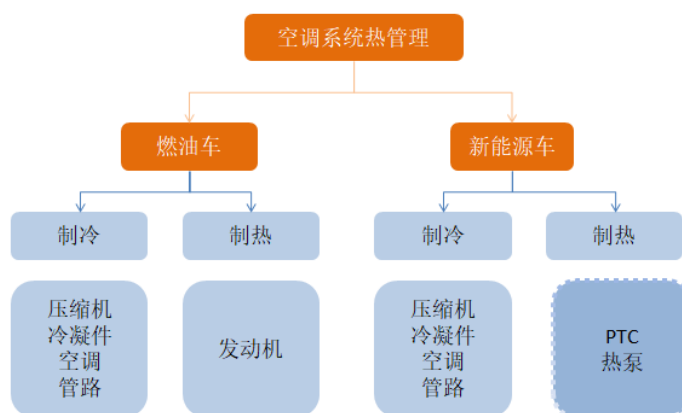 空调系统热管理
燃油车
新能源车
制冷
制热
制冷
制热
压缩机
冷凝件
空调
管路
发动机
压缩机
冷凝件
空调
管路
PTC
热泵